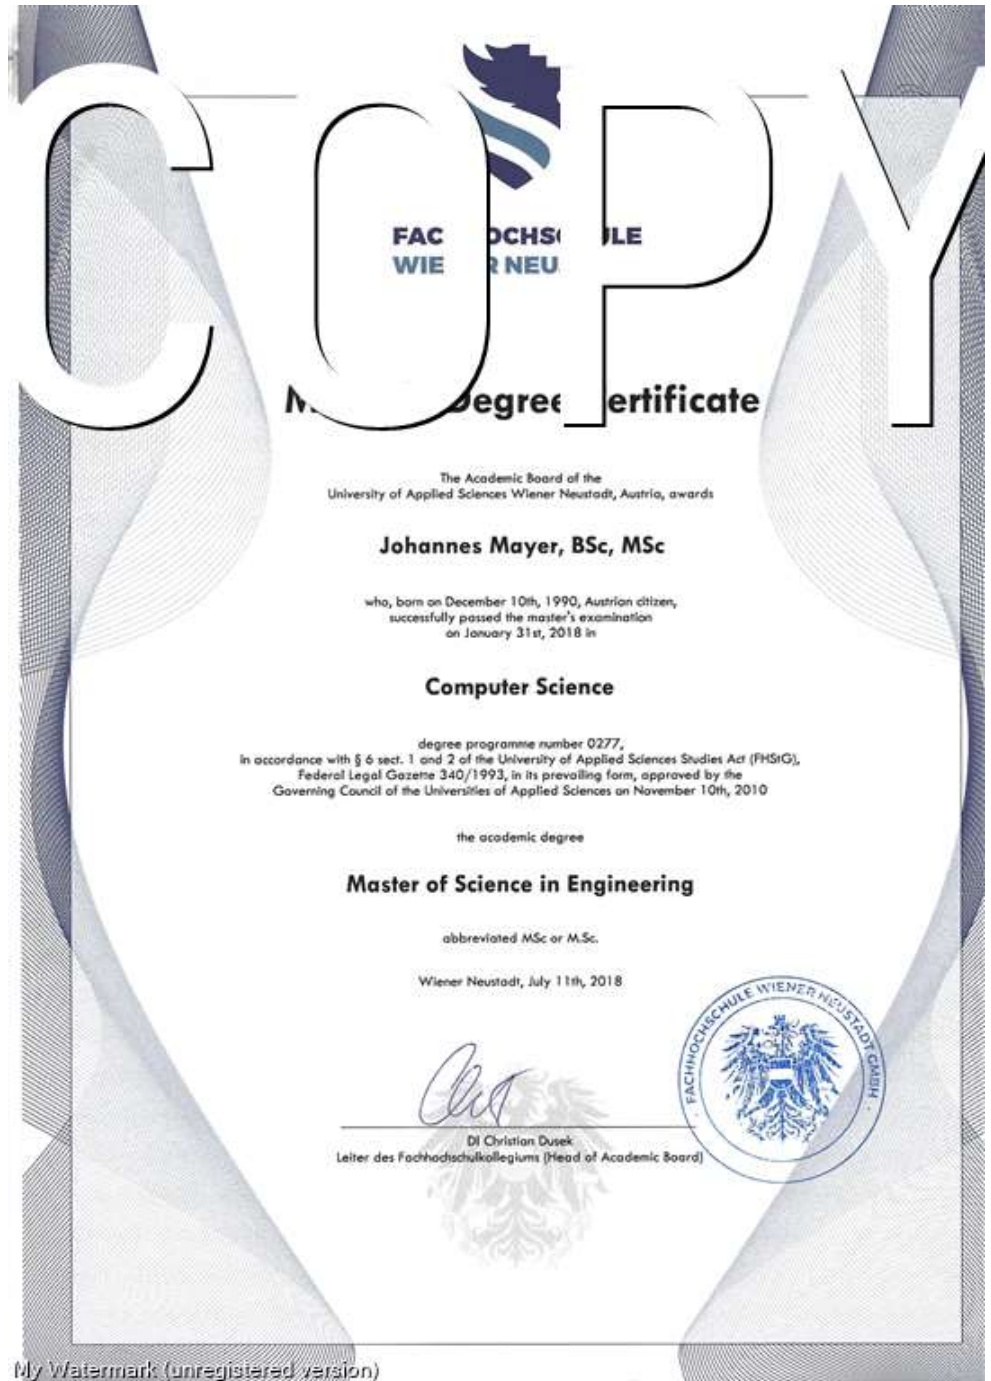 COPY
FAC OCHS ULE
WIE R NEU
M Degree ertificate
The Academic Board of the
University of Applied Sciences Wiener Neustadt, Austria, awards
Johannes Mayer, BSc, MSc
who, born on December 10th, 1990, Austrian citizen,
successfully passed the master's examination
on January 31st, 2018 in
Computer Science
degree programme number 0277,
in accordance with § 6 sect. 1 and 2 of the University of Applied Sciences Studies Act (FHStG),
Federal Legal Gazette 340/1993, in its prevailing form, approved by the
Governing Council of the Universities of Applied Sciences on November 10th, 2010
the academic degree
Master of Science in Engineering
abbreviated MSc or M.Sc.
Wiener Neustadt, July 11th, 2018
FACHHOCHSCHULE WIENER NEUSTADT GMBH
DI Christian Dusek
Leiter des Fachhochschulkollegiums (Head of Academic Board)
My Watermark (unregistered version)